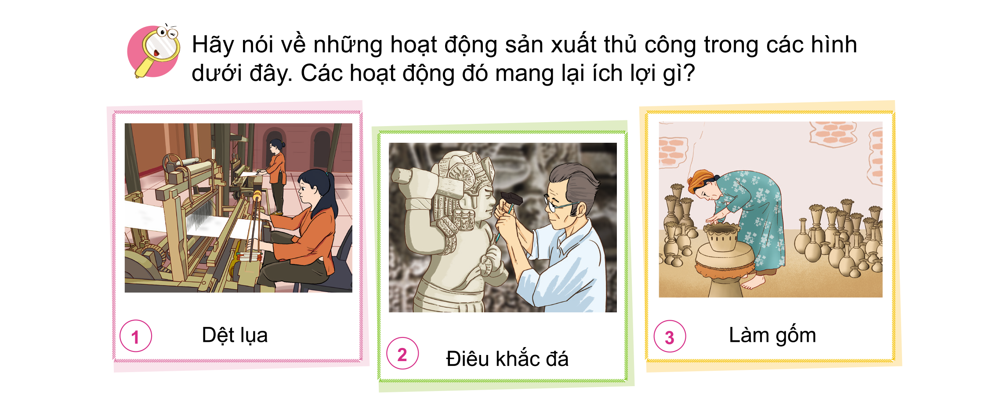 Hãy nói về những hoạt động sản xuất thủ công trong các hình
dưới đây. Các hoạt động đó mang lại ích lợi gì?
1 Dệt lụa
2 Điêu khắc đá
3 Làm gốm